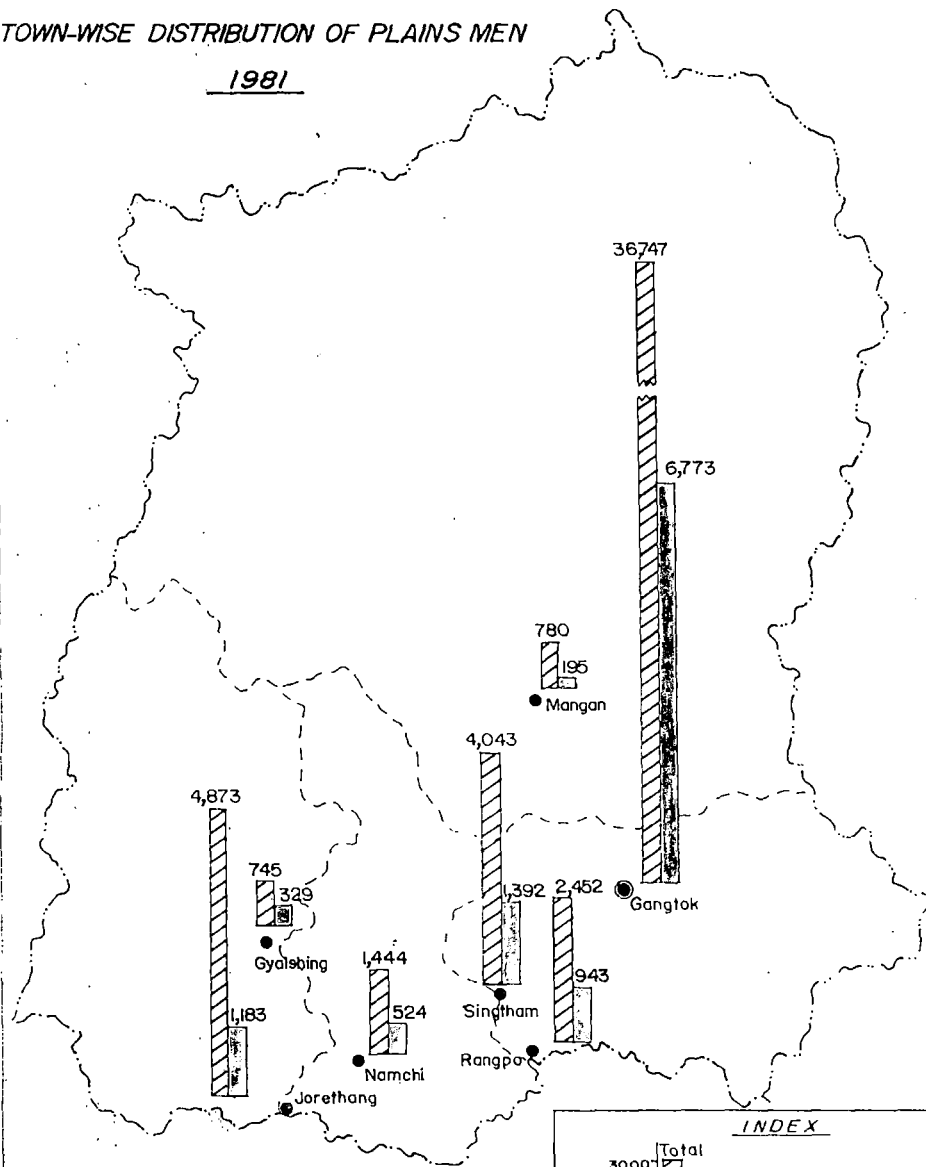 TOWN-WISE DISTRIBUTION OF PLAINS MEN
1981
36,747
6,773
780
195
Mangan
4,043
4,873
745
329
1,392
2,452
Gangtok
Gyalshing
1,444
943
524
Singtham
1,183
Rangpo
Namchi
Jorethang
INDEX
Total
3000